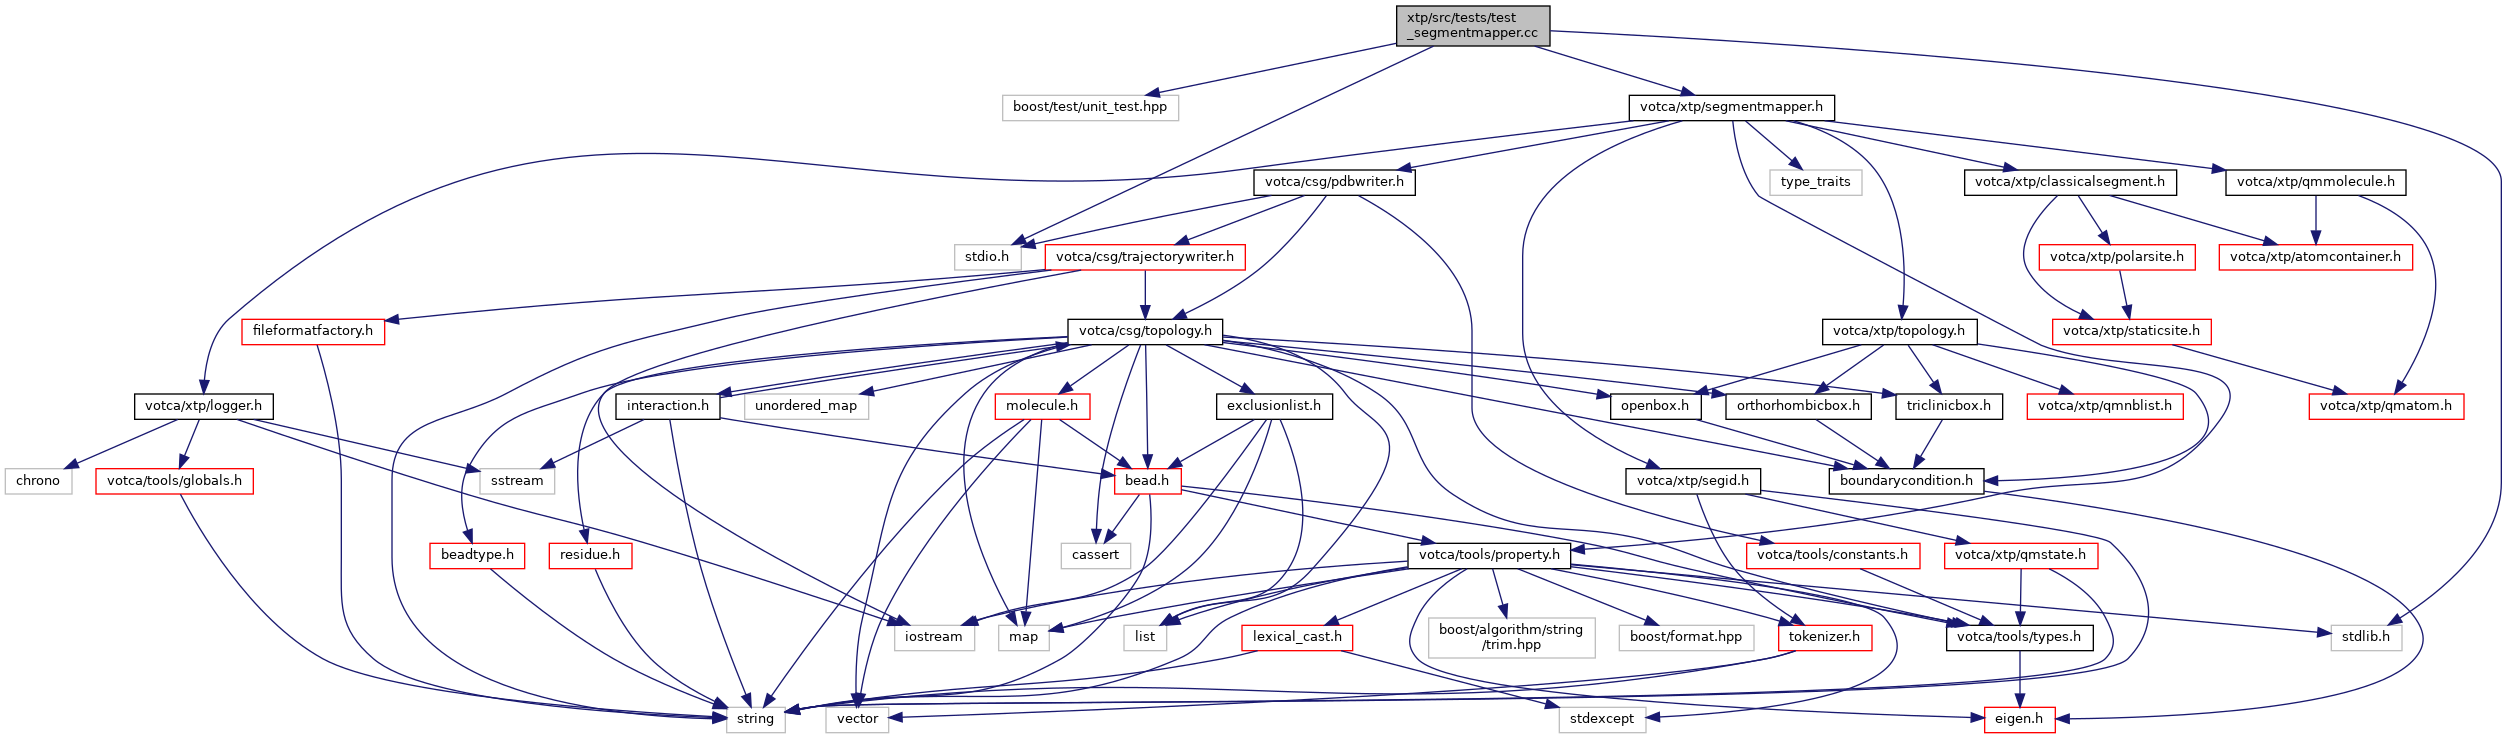 xtp/src/tests/test
_segmentmapper.cc
boost/test/unit_test.hpp
votca/xtp/segmentmapper.h
votca/csg/pdbwriter.h
type_traits
votca/xtp/classicalsegment.h
votca/xtp/qmmolecule.h
stdio.h
votca/csg/trajectorywriter.h
votca/xtp/polarsite.h
votca/xtp/atomcontainer.h
fileformatfactory.h
votca/csg/topology.h
votca/xtp/topology.h
votca/xtp/staticsite.h
votca/xtp/logger.h
interaction.h
unordered_map
molecule.h
exclusionlist.h
openbox.h
orthorhombicbox.h
triclinicbox.h
votca/xtp/qmnblist.h
votca/xtp/qmatom.h
chrono
votca/tools/globals.h
sstream
bead.h
votca/xtp/segid.h
boundarycondition.h
beadtype.h
residue.h
cassert
votca/tools/property.h
votca/tools/constants.h
votca/xtp/qmstate.h
iostream
map
list
lexical_cast.h
boost/algorithm/string
/trim.hpp
boost/format.hpp
tokenizer.h
votca/tools/types.h
stdlib.h
string
vector
stdexcept
eigen.h